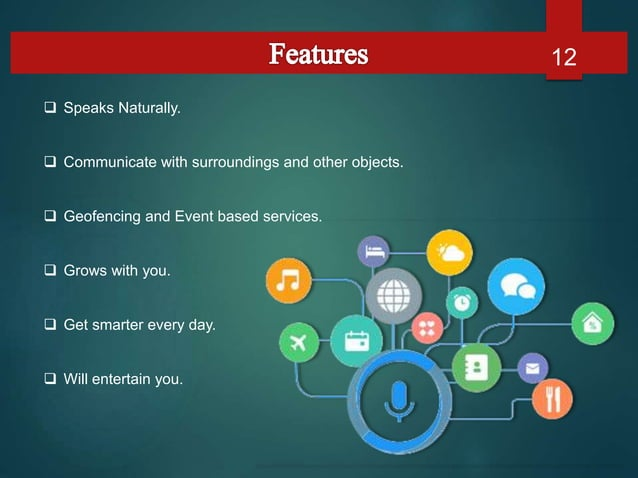 Features
12
❑ Speaks Naturally.
❑ Communicate with surroundings and other objects.
❑ Geofencing and Event based services.
❑ Grows with you.
❑ Get smarter every day.
❑ Will entertain you.